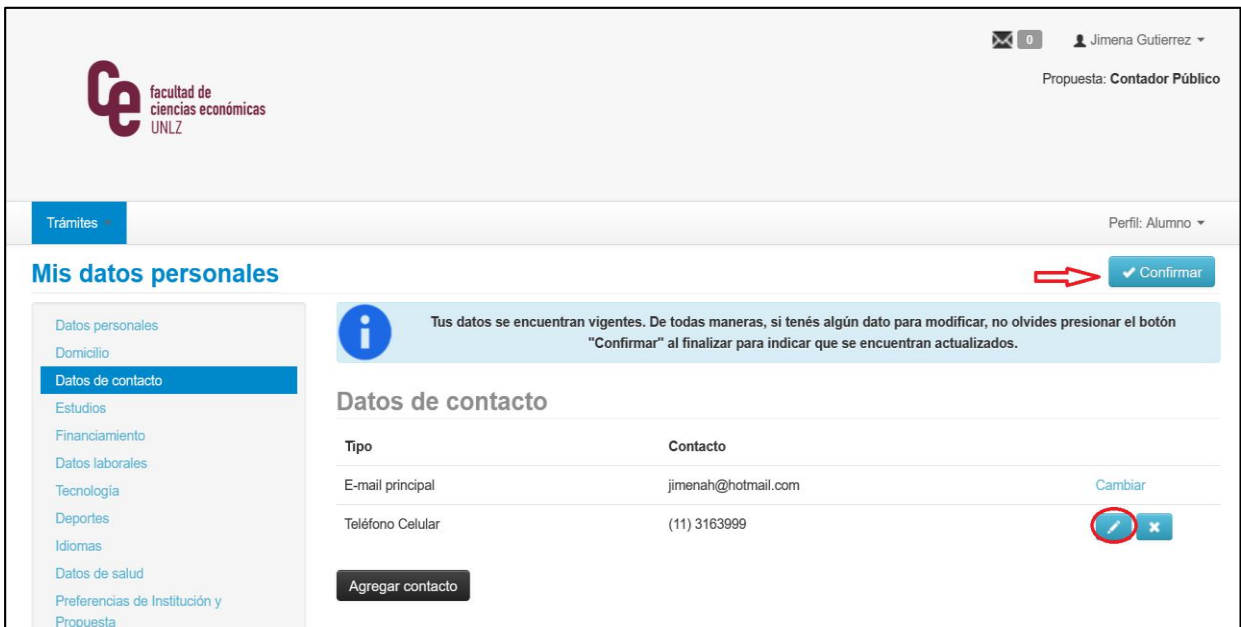 0 Jimena Gutierrez
Propuesta: Contador Público
Ce
facultad de
ciencias económicas
UNLZ
Trámites
Perfil: Alumno
Mis datos personales
Confirmar
Datos personales
Domicilio
Datos de contacto
Estudios
Financiamiento
Datos laborales
Tecnología
Deportes
Idiomas
Datos de salud
Preferencias de Institución y
Propuesta
i
Tus datos se encuentran vigentes. De todas maneras, si tenés algún dato para modificar, no olvides presionar el botón
"Confirmar" al finalizar para indicar que se encuentran actualizados.
Datos de contacto
Tipo Contacto
E-mail principal jimenah@hotmail.com Cambiar
Teléfono Celular (11) 3163999
Agregar contacto